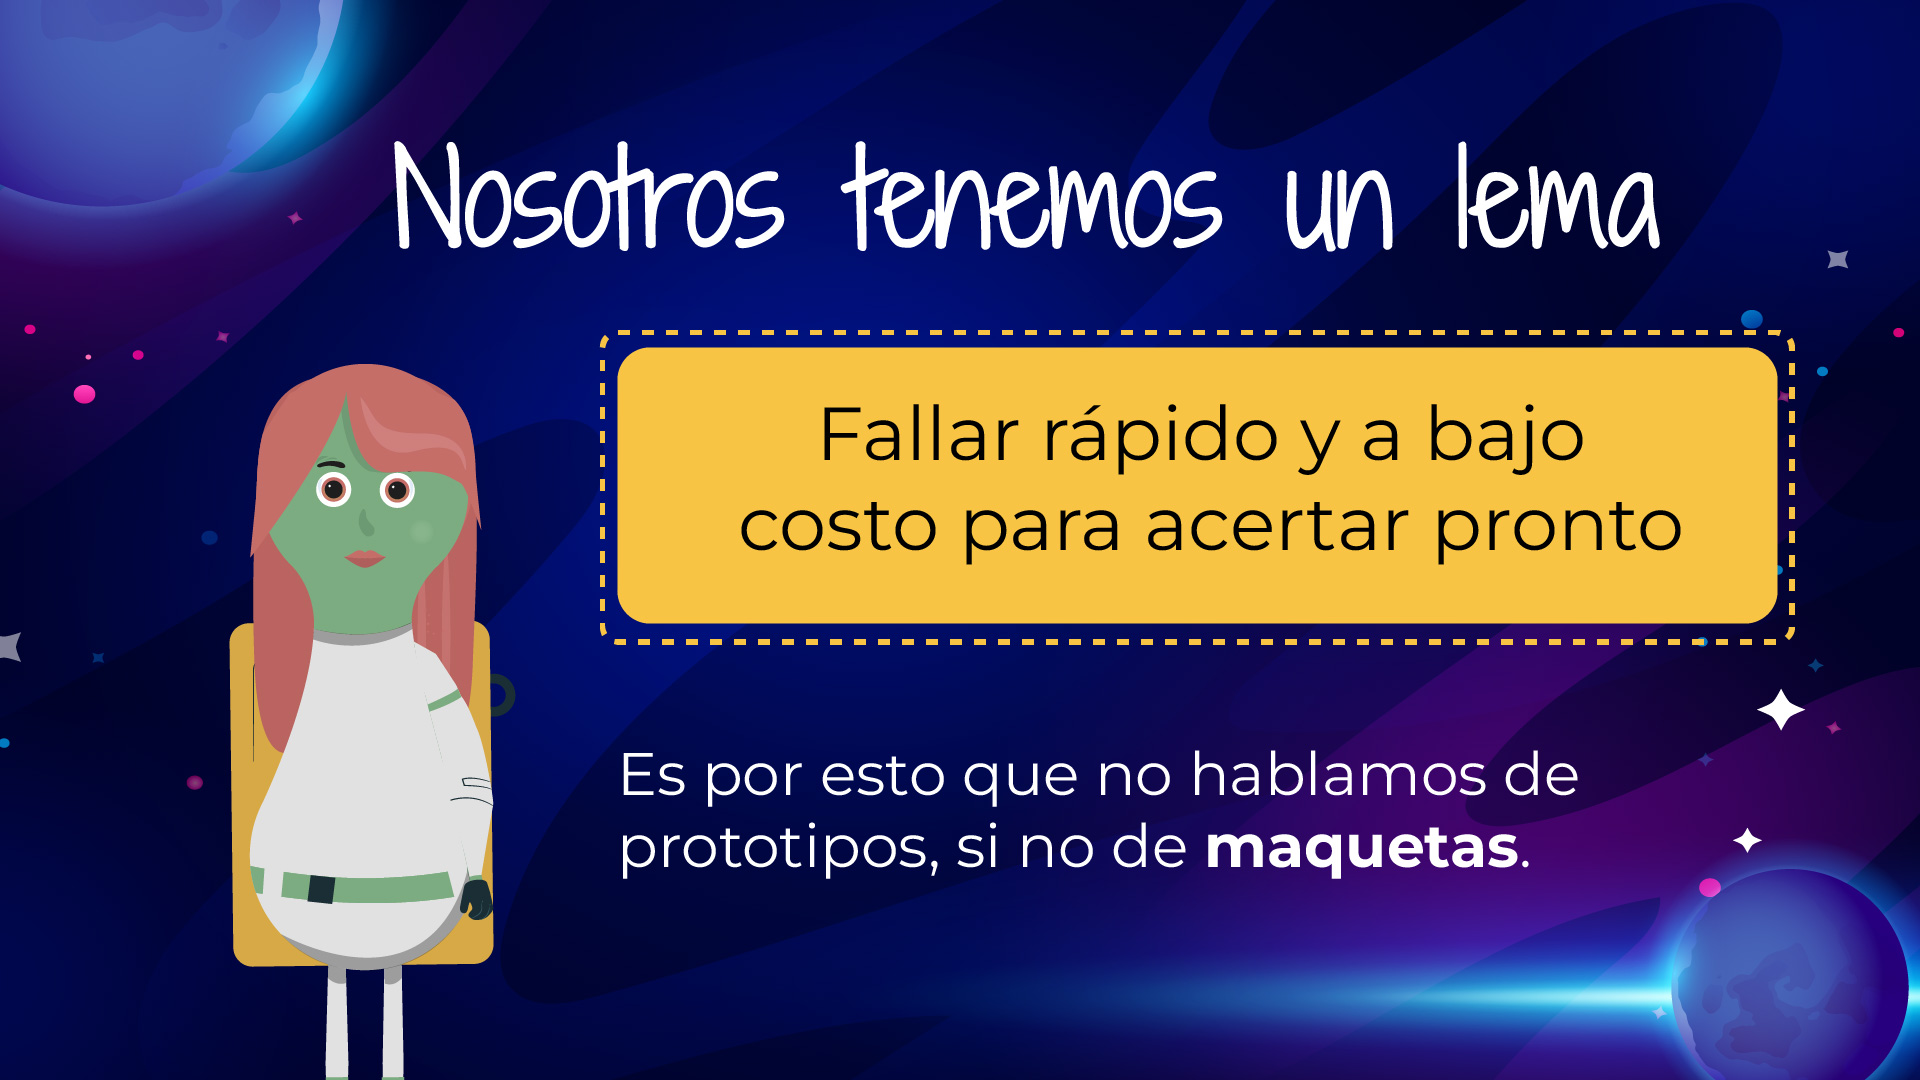 Nosotros tenemos un lema
Fallar rápido y a bajo
costo para acertar pronto
Es por esto que no hablamos de
prototipos, si no de maquetas.